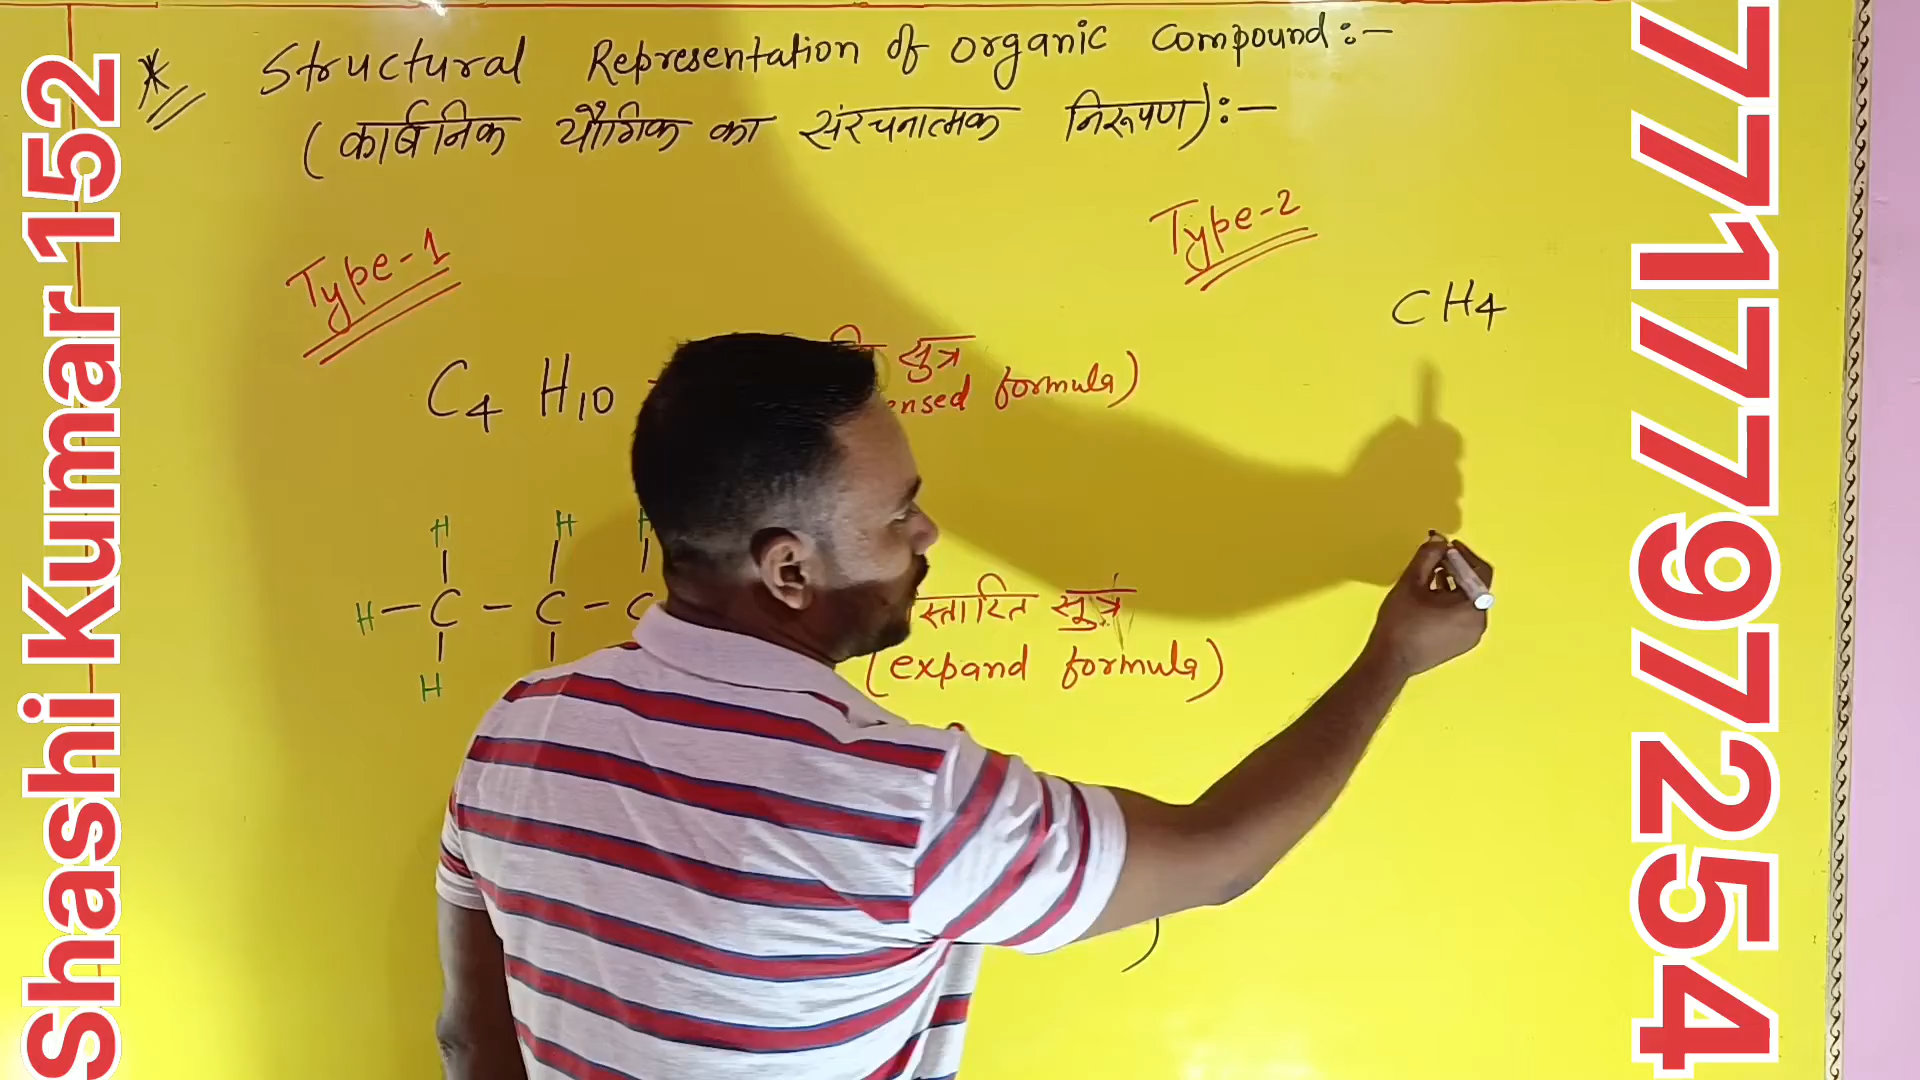 Shashi Kumar 152
* Structural Representation of organic Compound:-
(कार्बनिक यौगिक का संरचनात्मक निरूपण):-
Type-1
Type-2
CH4
सुत्र
C4 H10
formula)
H H H
H-C-C-C
सूत्र
H
(expand formula)
)
7717797254